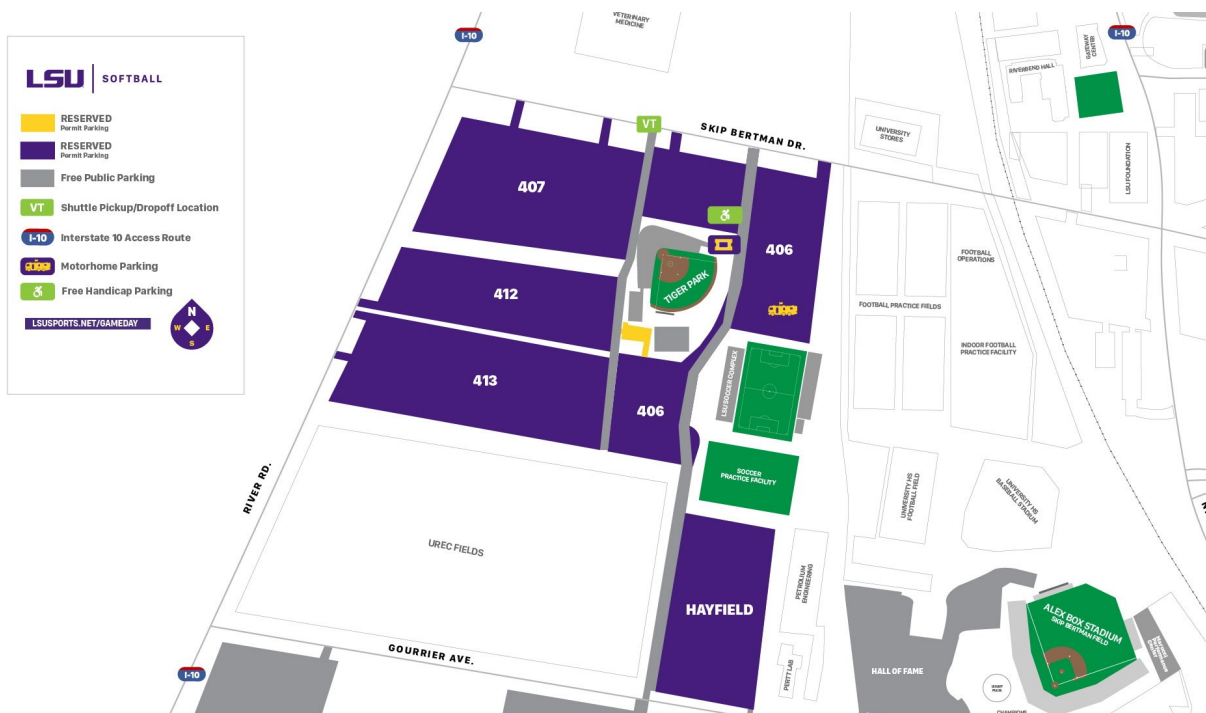 LSU
SOFTBALL
RESERVED
Permit Parking
RESERVED
Permit Parking
Free Public Parking
VT
Shuttle Pickup/Dropoff Location
I-10
Interstate 10 Access Route
Motorhome Parking
Free Handicap Parking
LSUSPORTS.NET/GAMEDAY
N
W
E
S
I-10
VETERINARY
MEDICINE
I-10
GATEWAY
CENTER
RIVERBEND HALL
VT
SKIP BERTMAN DR.
UNIVERSITY
STORES
LSU FOUNDATION
407
406
TIGER PARK
412
413
406
LSU SOCCER COMPLEX
FOOTBALL
OPERATIONS
FOOTBALL PRACTICE FIELDS
INDOOR FOOTBALL
PRACTICE FACILITY
SOCCER
PRACTICE FACILITY
UNIVERSITY HS
FOOTBALL FIELD
UNIVERSITY HS
BASEBALL STADIUM
RIVER RD.
UREC FIELDS
HAYFIELD
PETROLIUM
ENGINEERING
PERTT LAB
GOURRIER AVE.
I-10
HALL OF FAME
ALEX BOX STADIUM
SKIP BERTMAN FIELD